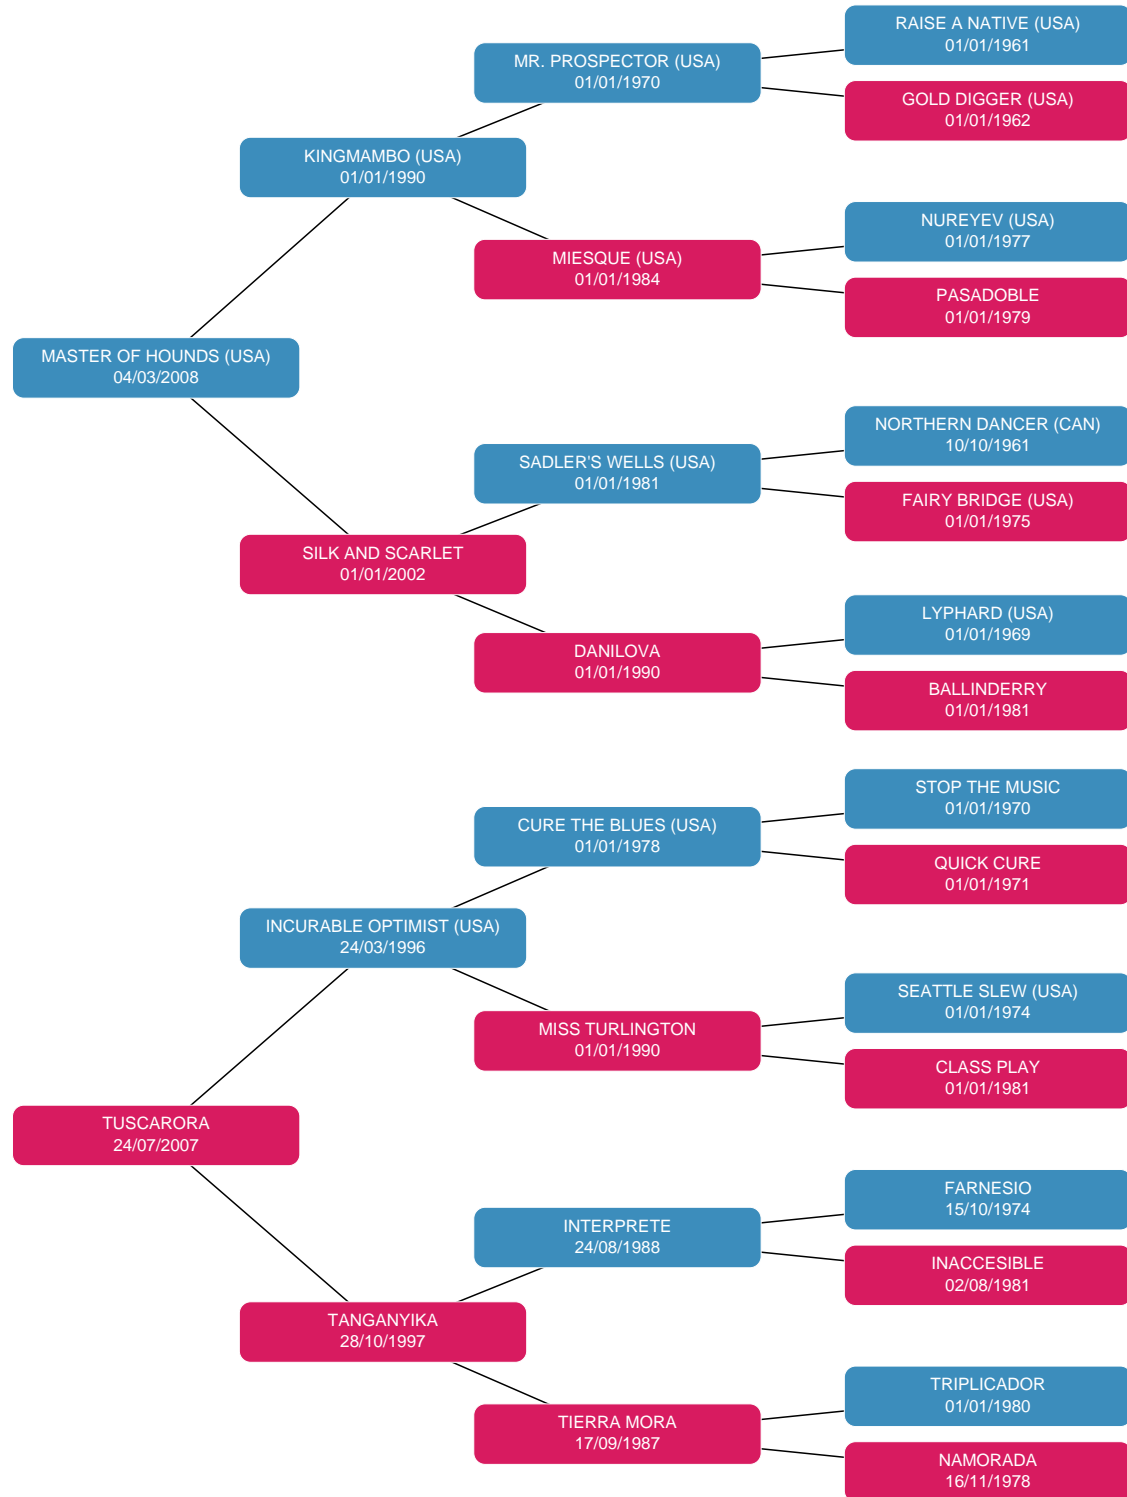 RAISE A NATIVE (USA)
01/01/1961
MR. PROSPECTOR (USA)
01/01/1970
GOLD DIGGER (USA)
01/01/1962
KINGMAMBO (USA)
01/01/1990
NUREYEV (USA)
01/01/1977
MIESQUE (USA)
01/01/1984
PASADOBLE
01/01/1979
MASTER OF HOUNDS (USA)
04/03/2008
NORTHERN DANCER (CAN)
10/10/1961
SADLER'S WELLS (USA)
01/01/1981
FAIRY BRIDGE (USA)
01/01/1975
SILK AND SCARLET
01/01/2002
LYPHARD (USA)
01/01/1969
DANILOVA
01/01/1990
BALLINDERRY
01/01/1981
STOP THE MUSIC
01/01/1970
CURE THE BLUES (USA)
01/01/1978
QUICK CURE
01/01/1971
INCURABLE OPTIMIST (USA)
24/03/1996
SEATTLE SLEW (USA)
01/01/1974
MISS TURLINGTON
01/01/1990
CLASS PLAY
01/01/1981
TUSCARORA
24/07/2007
FARNESIO
15/10/1974
INTERPRETE
24/08/1988
INACCESIBLE
02/08/1981
TANGANYIKA
28/10/1997
TRIPLICADOR
01/01/1980
TIERRA MORA
17/09/1987
NAMORADA
16/11/1978